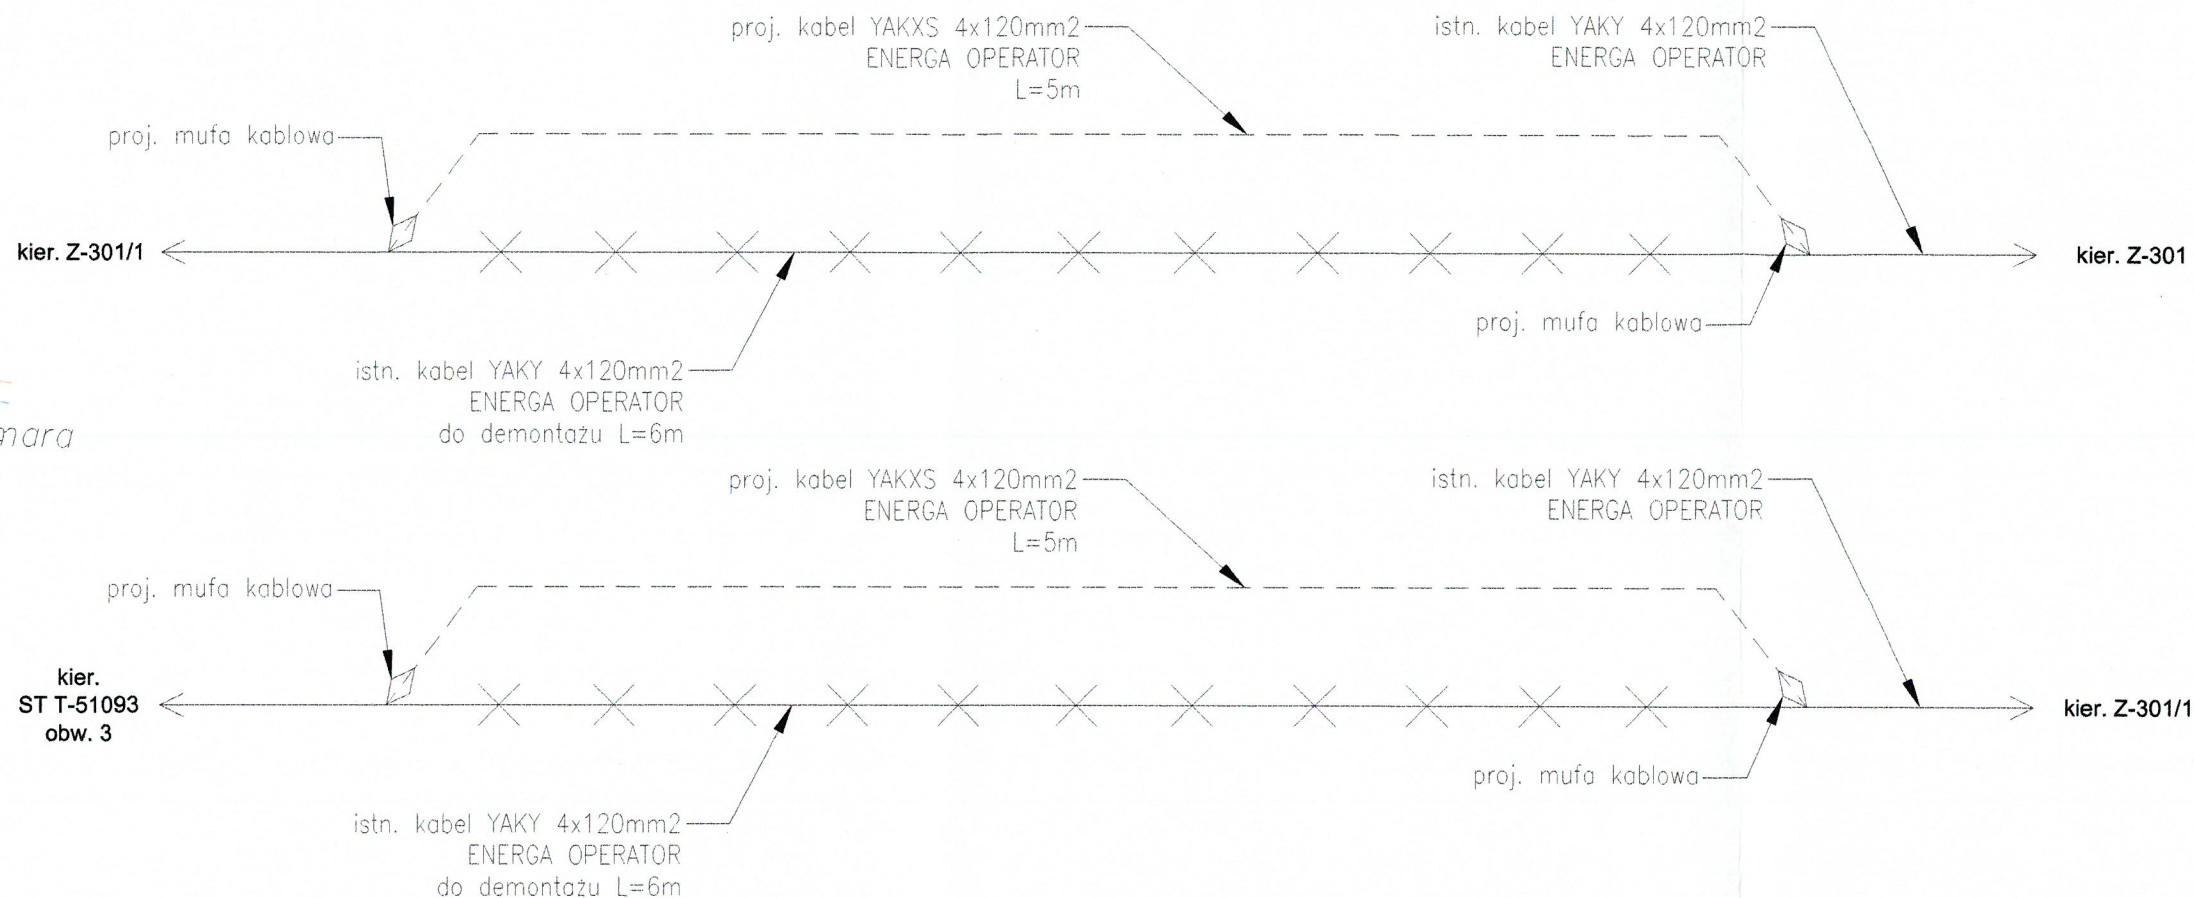 proj. kabel YAKXS 4x120mm2
ENERGA OPERATOR
L=5m
istn. kabel YAKY 4x120mm2
ENERGA OPERATOR
proj. mufa kablowa
kier. Z-301/1
kier. Z-301
proj. mufa kablowa
istn. kabel YAKY 4x120mm2
ENERGA OPERATOR
do demontażu L=6m
mara
proj. kabel YAKXS 4x120mm2
ENERGA OPERATOR
L=5m
istn. kabel YAKY 4x120mm2
ENERGA OPERATOR
proj. mufa kablowa
kier.
ST T-51093
obw. 3
kier. Z-301/1
proj. mufa kablowa
istn. kabel YAKY 4x120mm2
ENERGA OPERATOR
do demontażu L=6m